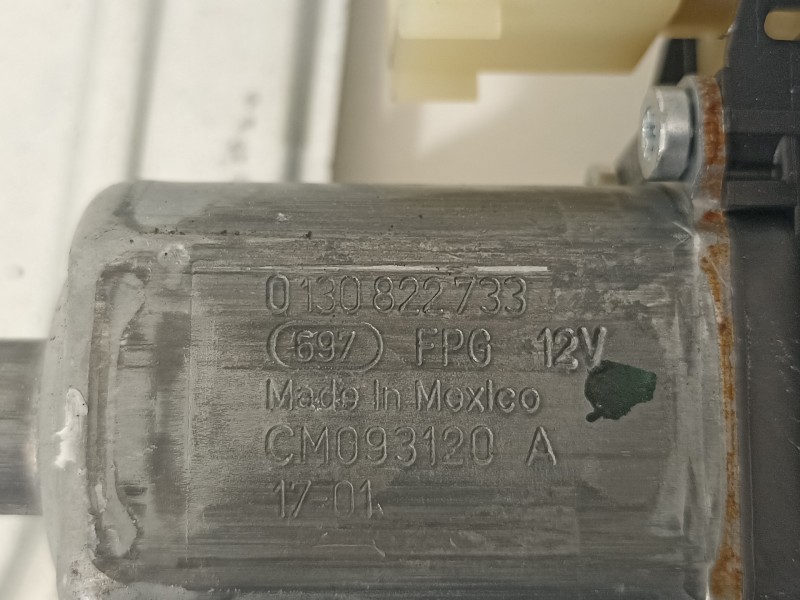 0 130 822 733
697 FPG 12V
Made In Mexico
CM093120 A
17-01